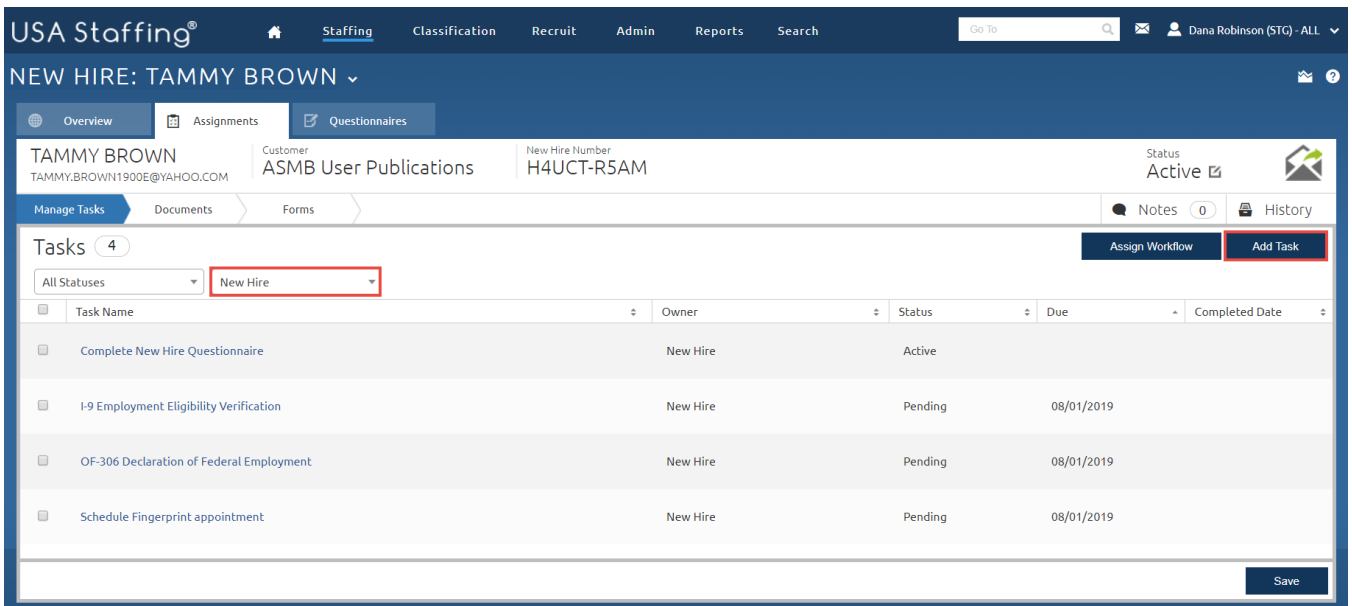 USA Staffing® Staffing Classification Recruit Admin Reports Search Go To Dana Robinson (STG) - ALL
NEW HIRE: TAMMY BROWN
Overview Assignments Questionnaires
TAMMY BROWN
TAMMY.BROWN1900E@YAHOO.COM
Customer
ASMB User Publications
New Hire Number
H4UCT-R5AM
Status
Active
Manage Tasks Documents Forms Notes 0 History
Tasks 4 Assign Workflow Add Task
All Statuses New Hire
Task Name Owner Status Due Completed Date
Complete New Hire Questionnaire New Hire Active
I-9 Employment Eligibility Verification New Hire Pending 08/01/2019
OF-306 Declaration of Federal Employment New Hire Pending 08/01/2019
Schedule Fingerprint appointment New Hire Pending 08/01/2019
Save